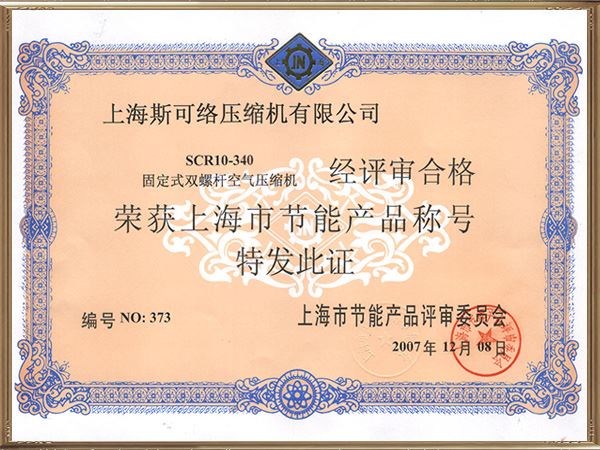 IN
上海斯可络压缩机有限公司
SCR10-340
固定式双螺杆空气压缩机 经评审合格
荣获上海市节能产品称号
特发此证
编号 NO: 373
上海市节能产品评审委员会
2007 年 12 月 08 日